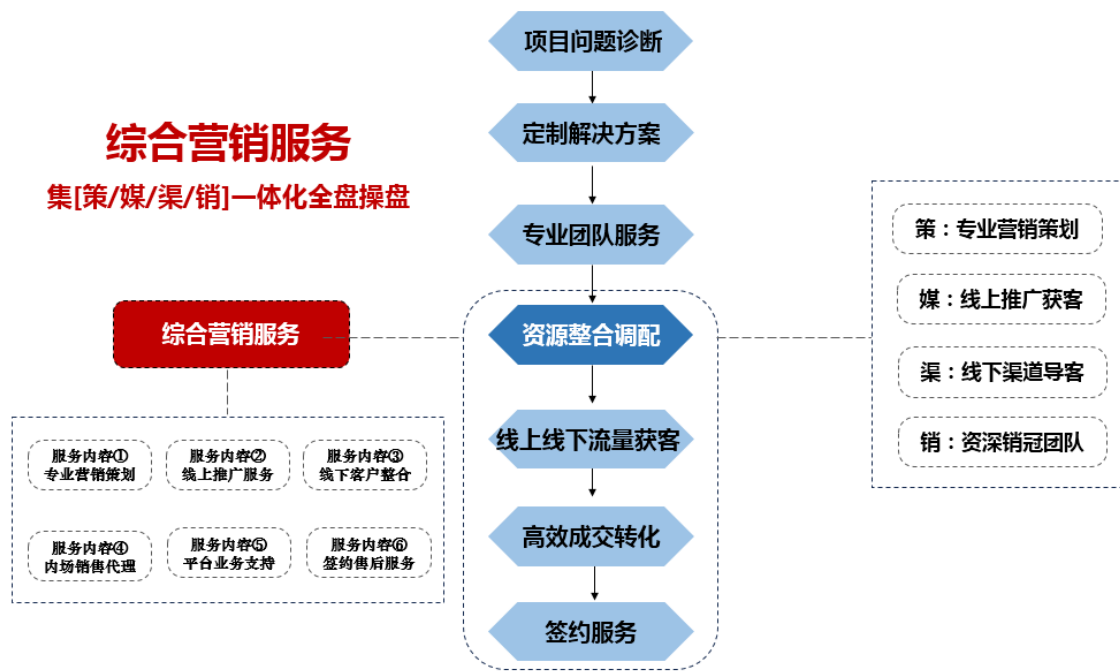 项目问题诊断
定制解决方案
专业团队服务
资源整合调配
线上线下流量获客
高效成交转化
签约服务
综合营销服务
集[策/媒/渠/销]一体化全盘操盘
综合营销服务
服务内容①
专业营销策划
服务内容②
线上推广服务
服务内容③
线下客户整合
服务内容④
内场销售代理
服务内容⑤
平台业务支持
服务内容⑥
签约售后服务
策：专业营销策划
媒：线上推广获客
渠：线下渠道导客
销：资深销冠团队